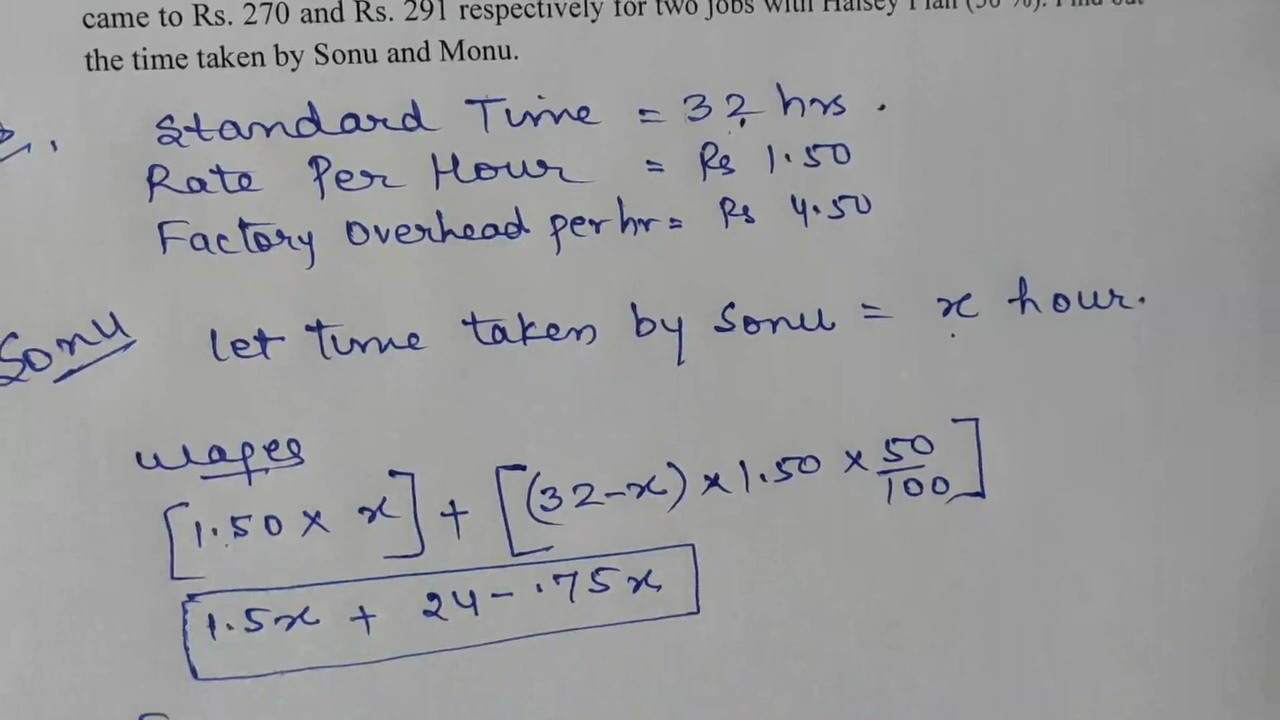 came to Rs. 270 and Rs. 291 respectively for two jobs with Halsey Plan (50 %). Find out
the time taken by Sonu and Monu.
Standard Time = 32 hrs.
Rate Per Hour = Rs 1.50
Factory Overhead per hr = Rs 4.50
Sonu let time taken by Sonu = x hour.
Wages
[1.50 × x] + [(32-x) × 1.50 × 50/100]
1.5x + 24 - .75x